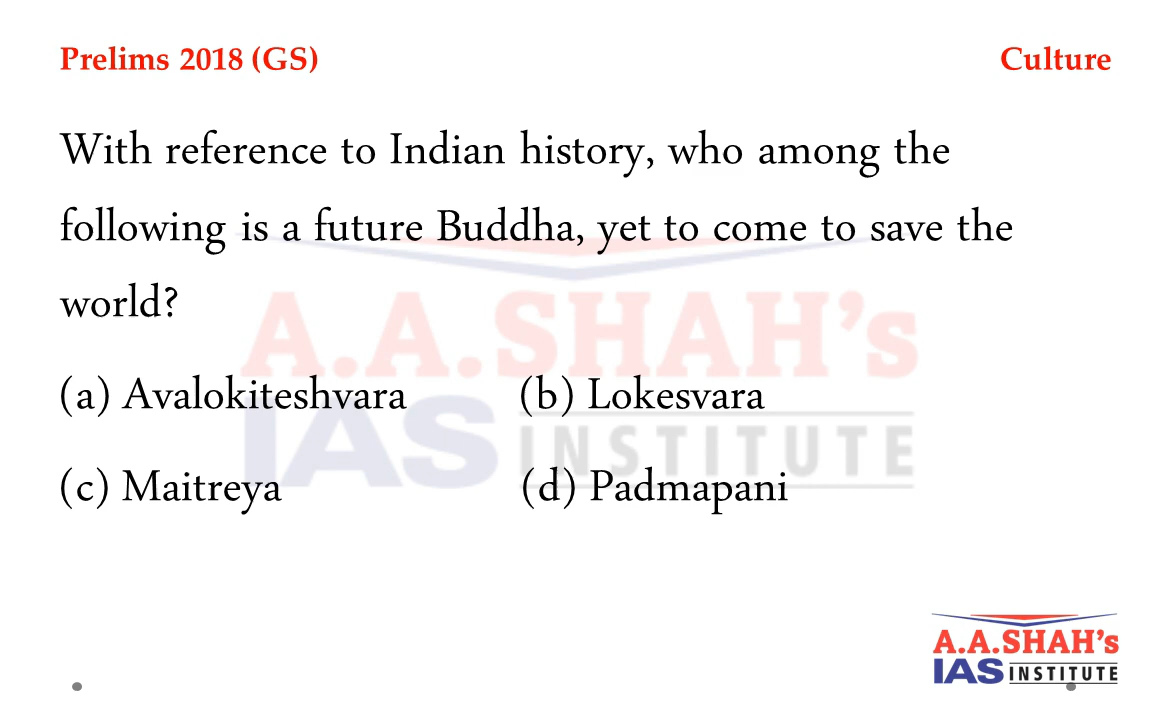 Prelims 2018 (GS) Culture
With reference to Indian history, who among the
following is a future Buddha, yet to come to save the
world?
A.A.SHAH's
(a) Avalokiteshvara (b) Lokesvara
IAS INSTITUTE
(c) Maitreya (d) Padmapani
A.A.SHAH's
IAS INSTITUTE